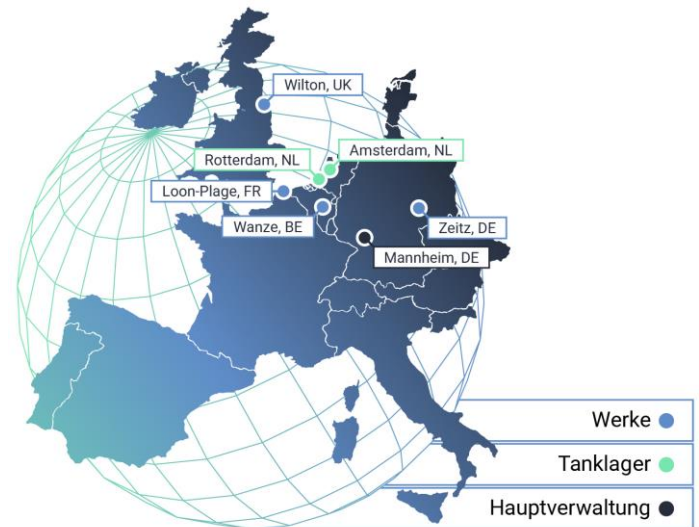 Wilton, UK
Amsterdam, NL
Rotterdam, NL
Loon-Plage, FR
Wanze, BE
Zeitz, DE
Mannheim, DE
Werke
Tanklager
Hauptverwaltung